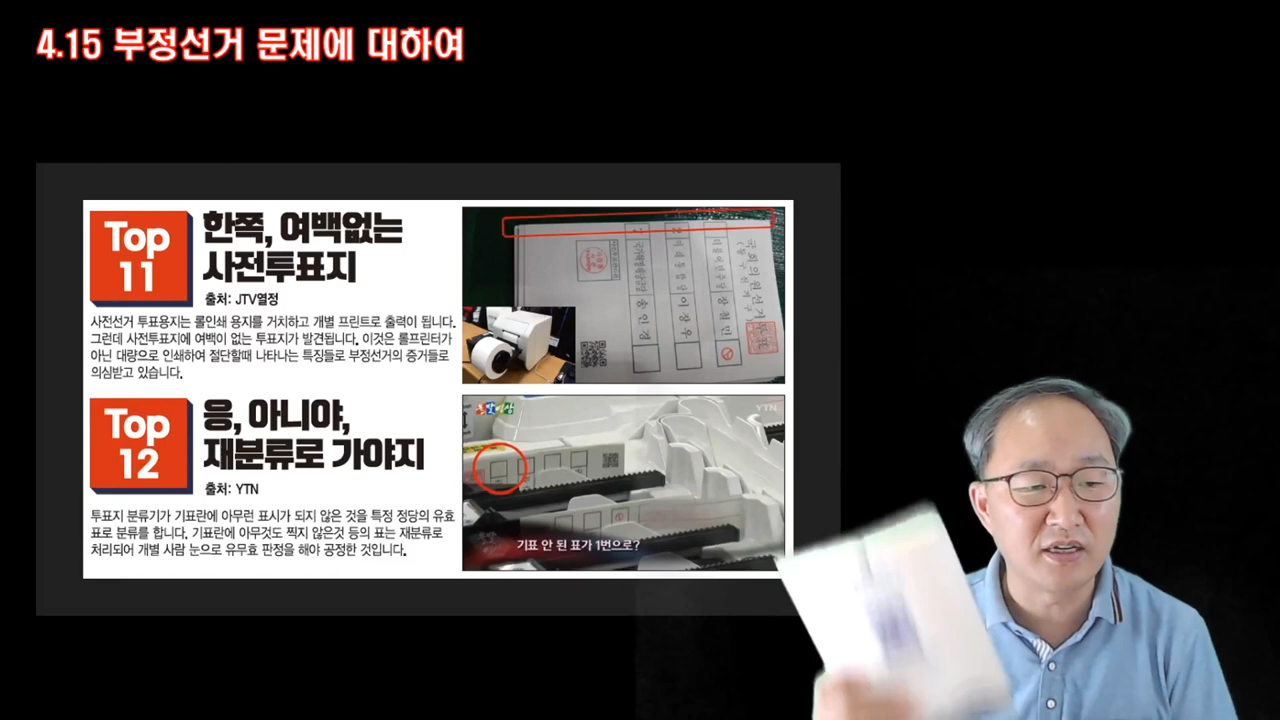 4.15 부정선거 문제에 대하여
Top
11
한쪽, 여백없는
사전투표지
출처: JTV열정
사전선거 투표용지는 롤인쇄 용지를 거치하고 개별 프린트로 출력이 됩니다.
그런데 사전투표지에 여백이 없는 투표지가 발견됩니다. 이것은 롤프린터가
아닌 대량으로 인쇄하여 절단할때 나타나는 특징들로 부정선거의 증거들로
의심받고 있습니다.
국회의원선거
투표
Top
12
응, 아니야,
재분류로 가야지
출처: YTN
투표지 분류기가 기표란에 아무런 표시가 되지 않은 것을 특정 정당의 유효
표로 분류를 합니다. 기표란에 아무것도 찍지 않은것 등의 표는 재분류로
처리되어 개별 사람 눈으로 유무효 판정을 해야 공정한 것입니다.
YTN
기표 안 된 표가 1번으로?